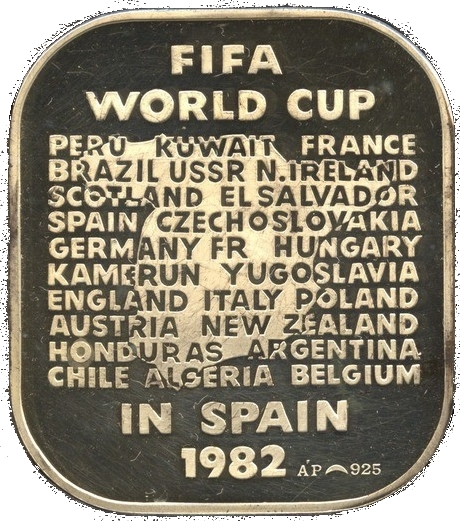 FIFA
WORLD CUP
PERU KUWAIT FRANCE
BRAZIL USSR N.IRELAND
SCOTLAND EL SALVADOR
SPAIN CZECHOSLOVAKIA
GERMANY FR HUNGARY
KAMERUN YUGOSLAVIA
ENGLAND ITALY POLAND
AUSTRIA NEW ZEALAND
HONDURAS ARGENTINA
CHILE ALGERIA BELGIUM
IN SPAIN
1982 AP 925